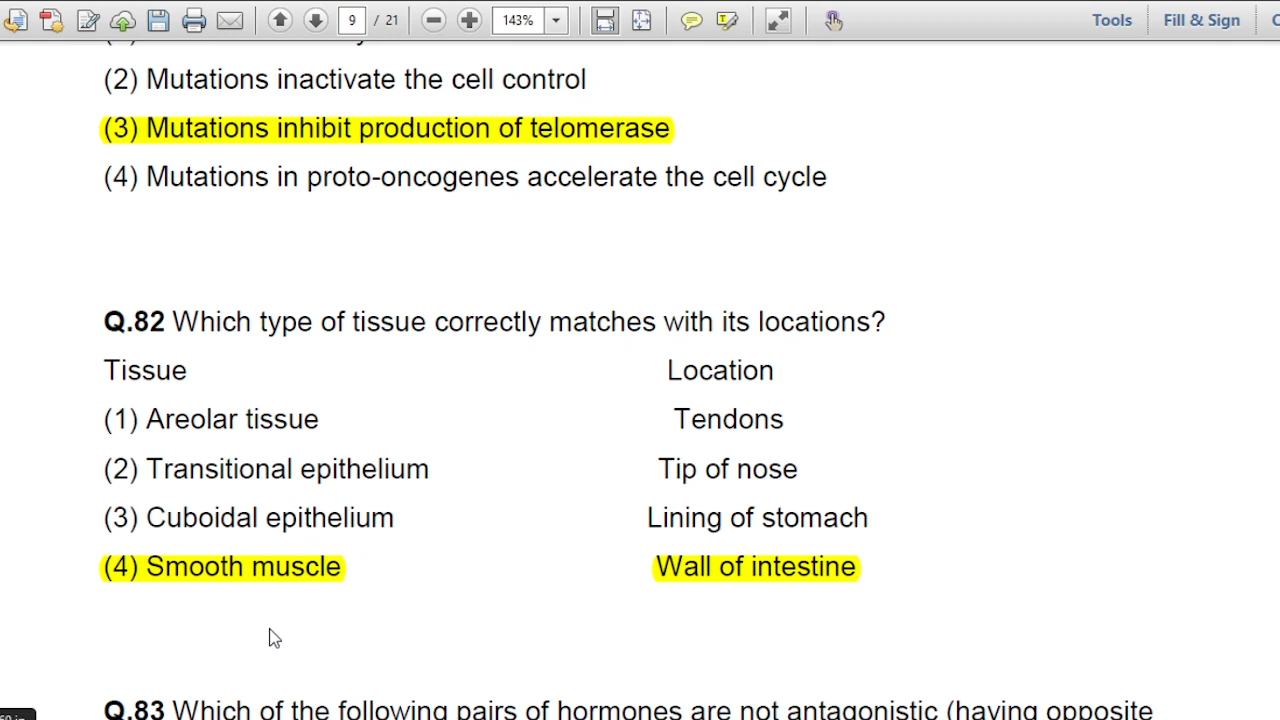 9 / 21
143%
Tools
Fill & Sign
(2) Mutations inactivate the cell control
(3) Mutations inhibit production of telomerase
(4) Mutations in proto-oncogenes accelerate the cell cycle
Q.82 Which type of tissue correctly matches with its locations?
Tissue Location
(1) Areolar tissue Tendons
(2) Transitional epithelium Tip of nose
(3) Cuboidal epithelium Lining of stomach
(4) Smooth muscle Wall of intestine
Q.83 Which of the following pairs of hormones are not antagonistic (having opposite